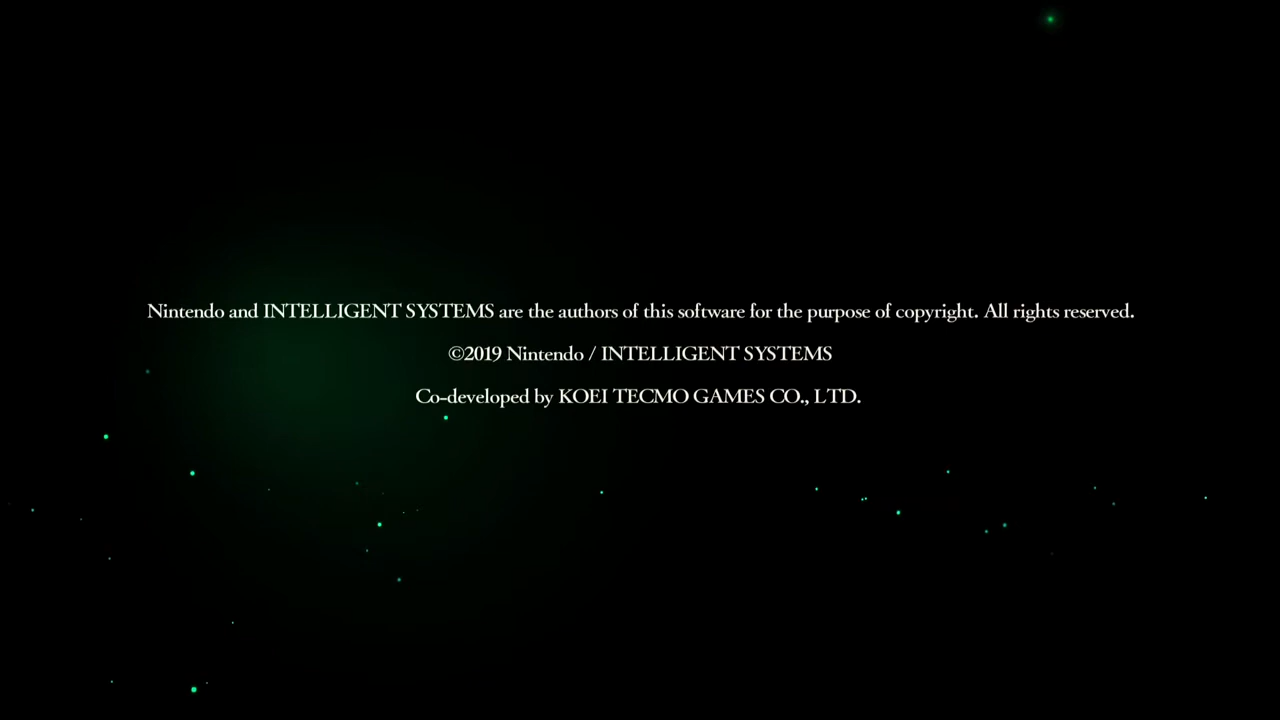 Nintendo and INTELLIGENT SYSTEMS are the authors of this software for the purpose of copyright. All rights reserved.
©2019 Nintendo / INTELLIGENT SYSTEMS
Co-developed by KOEI TECMO GAMES CO., LTD.